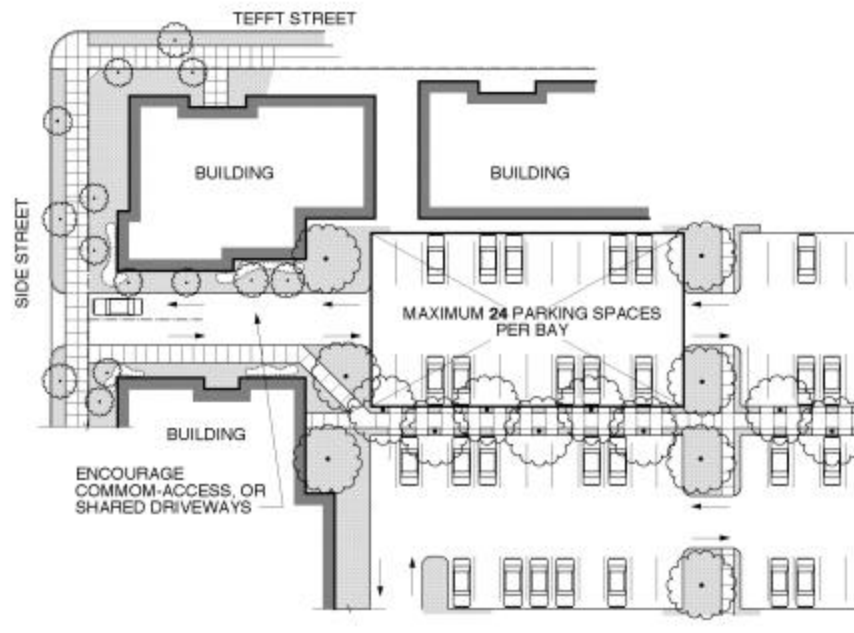 TEFFT STREET
BUILDING
BUILDING
SIDE STREET
MAXIMUM 24 PARKING SPACES
PER BAY
BUILDING
ENCOURAGE
COMMOM-ACCESS, OR
SHARED DRIVEWAYS